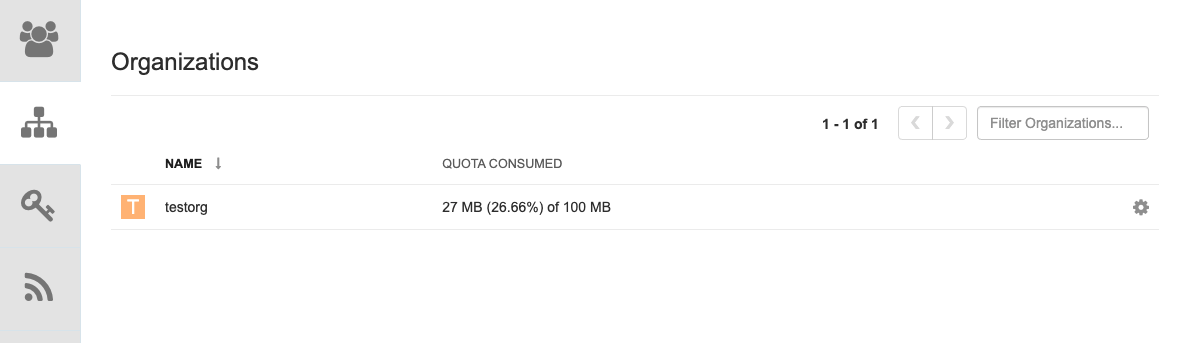 Organizations
1 - 1 of 1
Filter Organizations...
NAME QUOTA CONSUMED
T testorg 27 MB (26.66%) of 100 MB